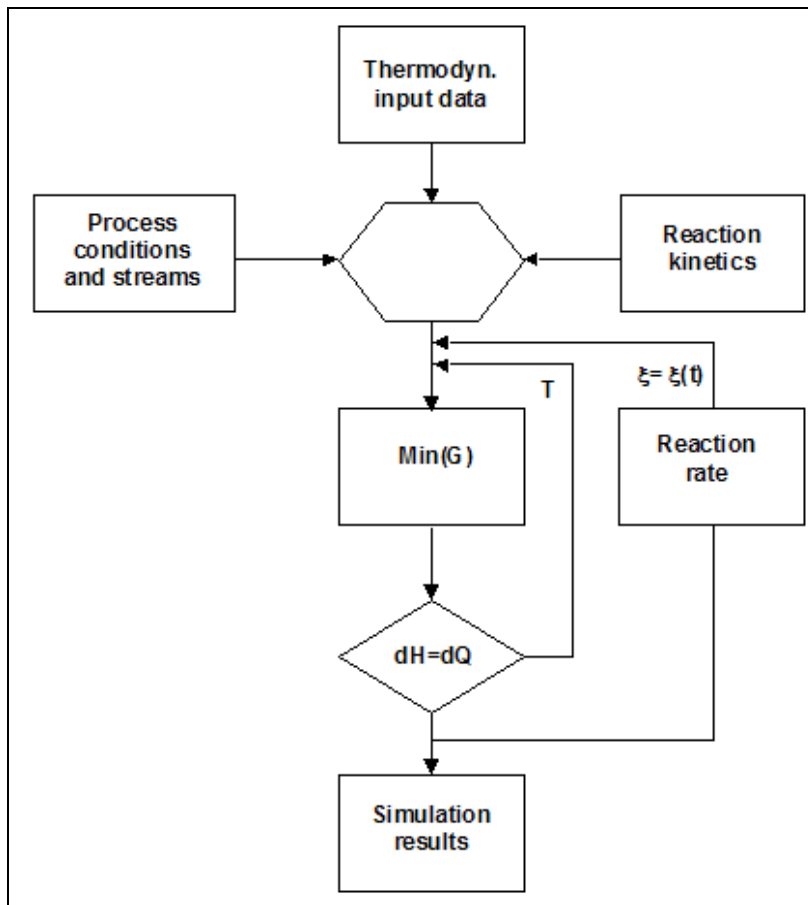 Thermodyn.
input data
Process
conditions
and streams
Reaction
kinetics
ξ= ξ(t)
T
Min(G)
Reaction
rate
dH=dQ
Simulation
results